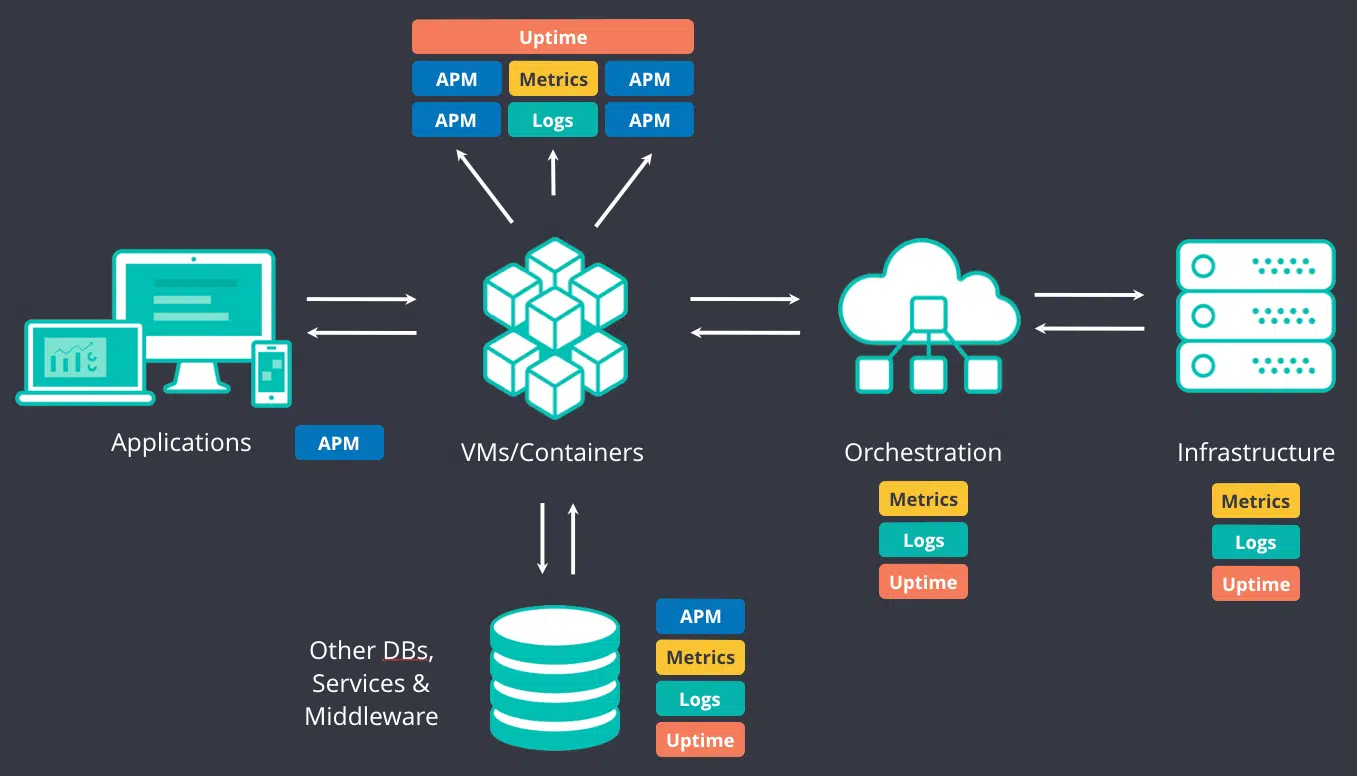 Uptime
APM Metrics APM
APM Logs APM
Applications
APM
VMs/Containers
Orchestration
Metrics
Logs
Uptime
Infrastructure
Metrics
Logs
Uptime
Other DBs,
Services &
Middleware
APM
Metrics
Logs
Uptime